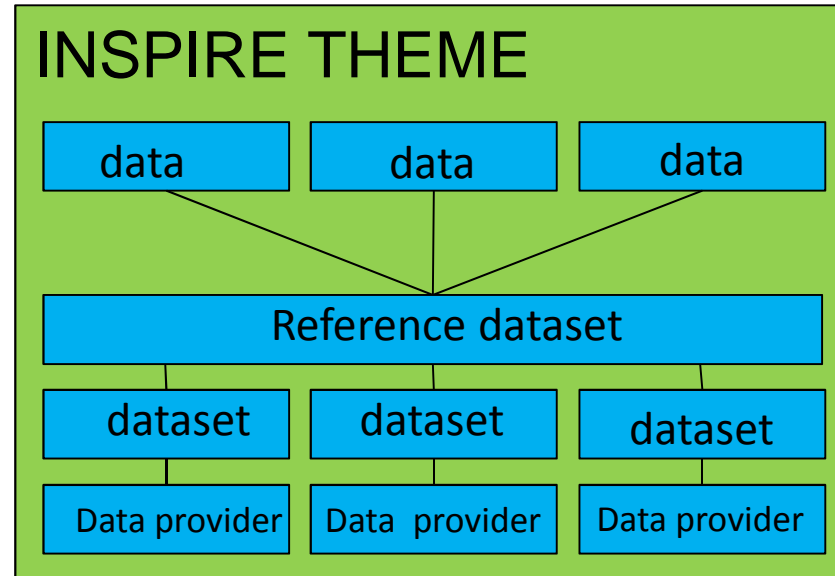 INSPIRE THEME
data
data
data
Reference dataset
dataset
dataset
dataset
Data provider
Data provider
Data provider